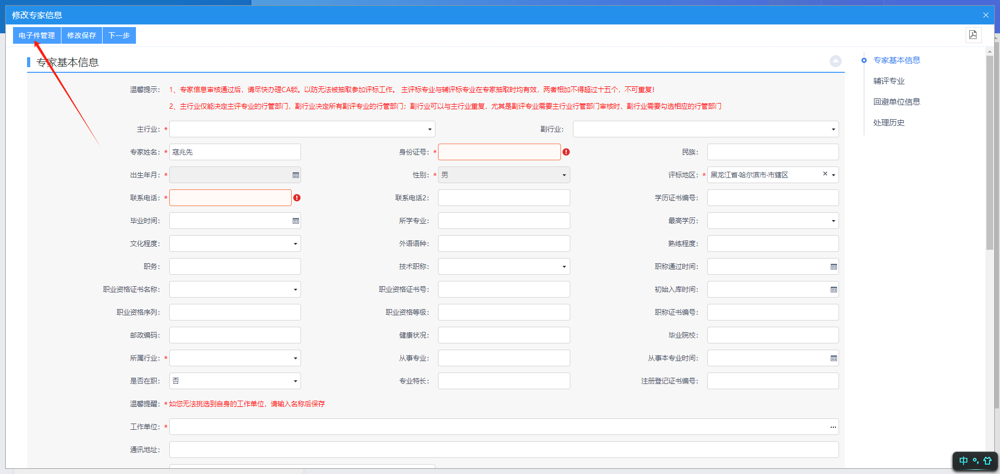 修改专家信息
电子件管理 修改保存 下一步
专家基本信息
温馨提示： 1、专家信息审核通过后，请尽快办理CA锁。以防无法被抽取参加评标工作。 主评标专业与辅评标专业在专家抽取时均有效，两者相加不得超过十五个，不可重复！
2、主行业仅能决定主评专业的行管部门，副行业决定所有副评专业的行管部门；副行业可以与主行业重复，尤其是副评专业需要主行业行管部门审核时，副行业需要勾选相应的行管部门
主行业： * 副行业：
专家姓名： * 寇兆先 身份证号： * 民族：
出生年月： * 性别： * 男 评标地区： * 黑龙江省·哈尔滨市·市辖区
联系电话： * 联系电话2： 学历证书编号：
毕业时间： 所学专业： 最高学历：
文化程度： 外语语种： 熟练程度：
职务： 技术职称： 职称通过时间：
职业资格证书名称： 职业资格证书号： 初始入库时间：
职业资格序列： 职业资格等级： 职称证书编号：
邮政编码： 健康状况： 毕业院校：
所属行业： * 从事专业： 从事本专业时间：
是否在职： 否 专业特长： 注册登记证书编号：
温馨提醒： * 如您无法挑选到自身的工作单位，请输入名称后保存
工作单位： *
通讯地址：
专家基本信息
辅评专业
回避单位信息
处理历史
中